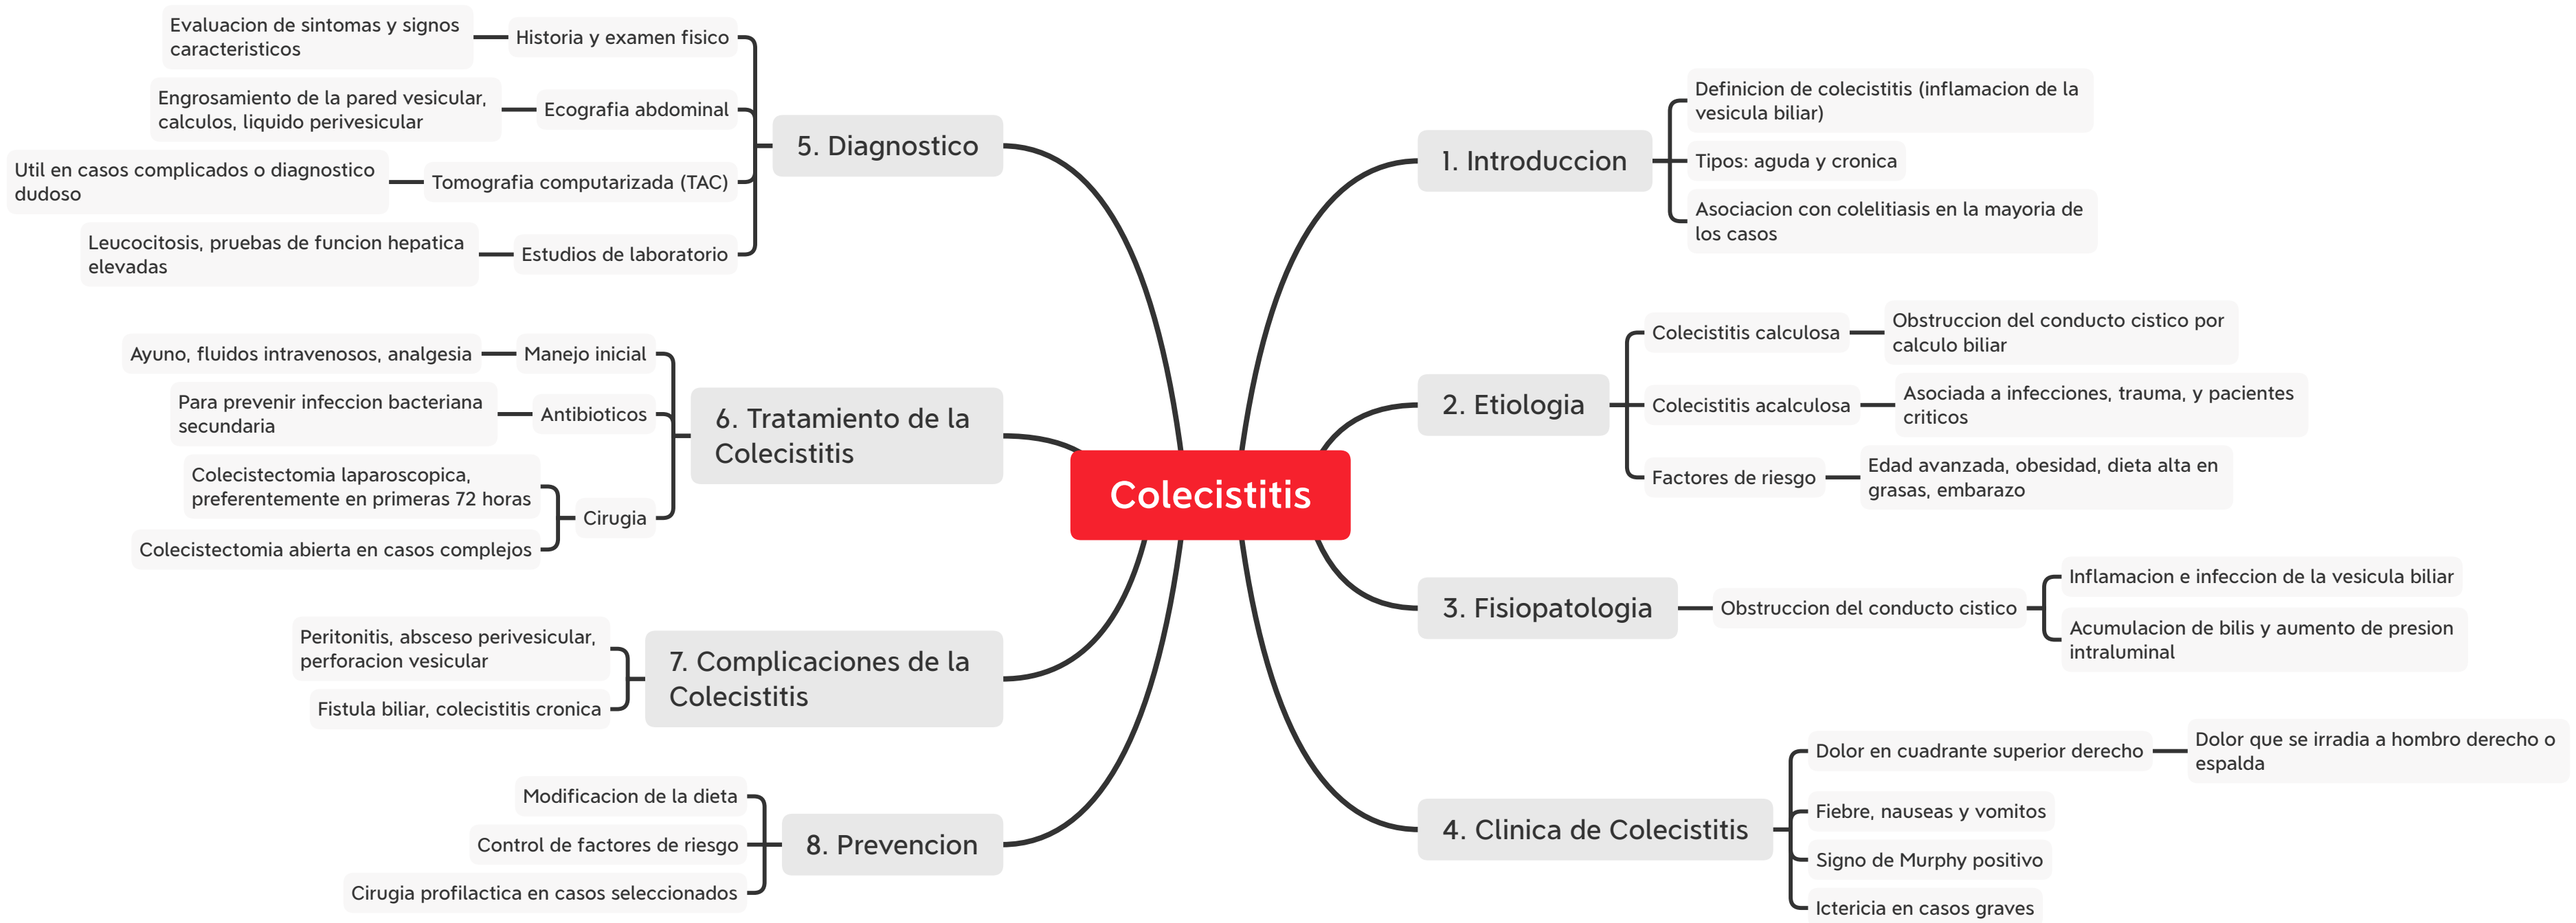 Colecistitis
1. Introduccion
Definicion de colecistitis (inflamacion de la
vesicula biliar)
Tipos: aguda y cronica
Asociacion con colelitiasis en la mayoria de
los casos
2. Etiologia
Colecistitis calculosa
Obstruccion del conducto cistico por
calculo biliar
Colecistitis acalculosa
Asociada a infecciones, trauma, y pacientes
criticos
Factores de riesgo
Edad avanzada, obesidad, dieta alta en
grasas, embarazo
3. Fisiopatologia
Obstruccion del conducto cistico
Inflamacion e infeccion de la vesicula biliar
Acumulacion de bilis y aumento de presion
intraluminal
4. Clinica de Colecistitis
Dolor en cuadrante superior derecho
Dolor que se irradia a hombro derecho o
espalda
Fiebre, nauseas y vomitos
Signo de Murphy positivo
Ictericia en casos graves
5. Diagnostico
Historia y examen fisico
Evaluacion de sintomas y signos
caracteristicos
Ecografia abdominal
Engrosamiento de la pared vesicular,
calculos, liquido perivesicular
Tomografia computarizada (TAC)
Util en casos complicados o diagnostico
dudoso
Estudios de laboratorio
Leucocitosis, pruebas de funcion hepatica
elevadas
6. Tratamiento de la
Colecistitis
Manejo inicial
Ayuno, fluidos intravenosos, analgesia
Antibioticos
Para prevenir infeccion bacteriana
secundaria
Cirugia
Colecistectomia laparoscopica,
preferentemente en primeras 72 horas
Colecistectomia abierta en casos complejos
7. Complicaciones de la
Colecistitis
Peritonitis, absceso perivesicular,
perforacion vesicular
Fistula biliar, colecistitis cronica
8. Prevencion
Modificacion de la dieta
Control de factores de riesgo
Cirugia profilactica en casos seleccionados